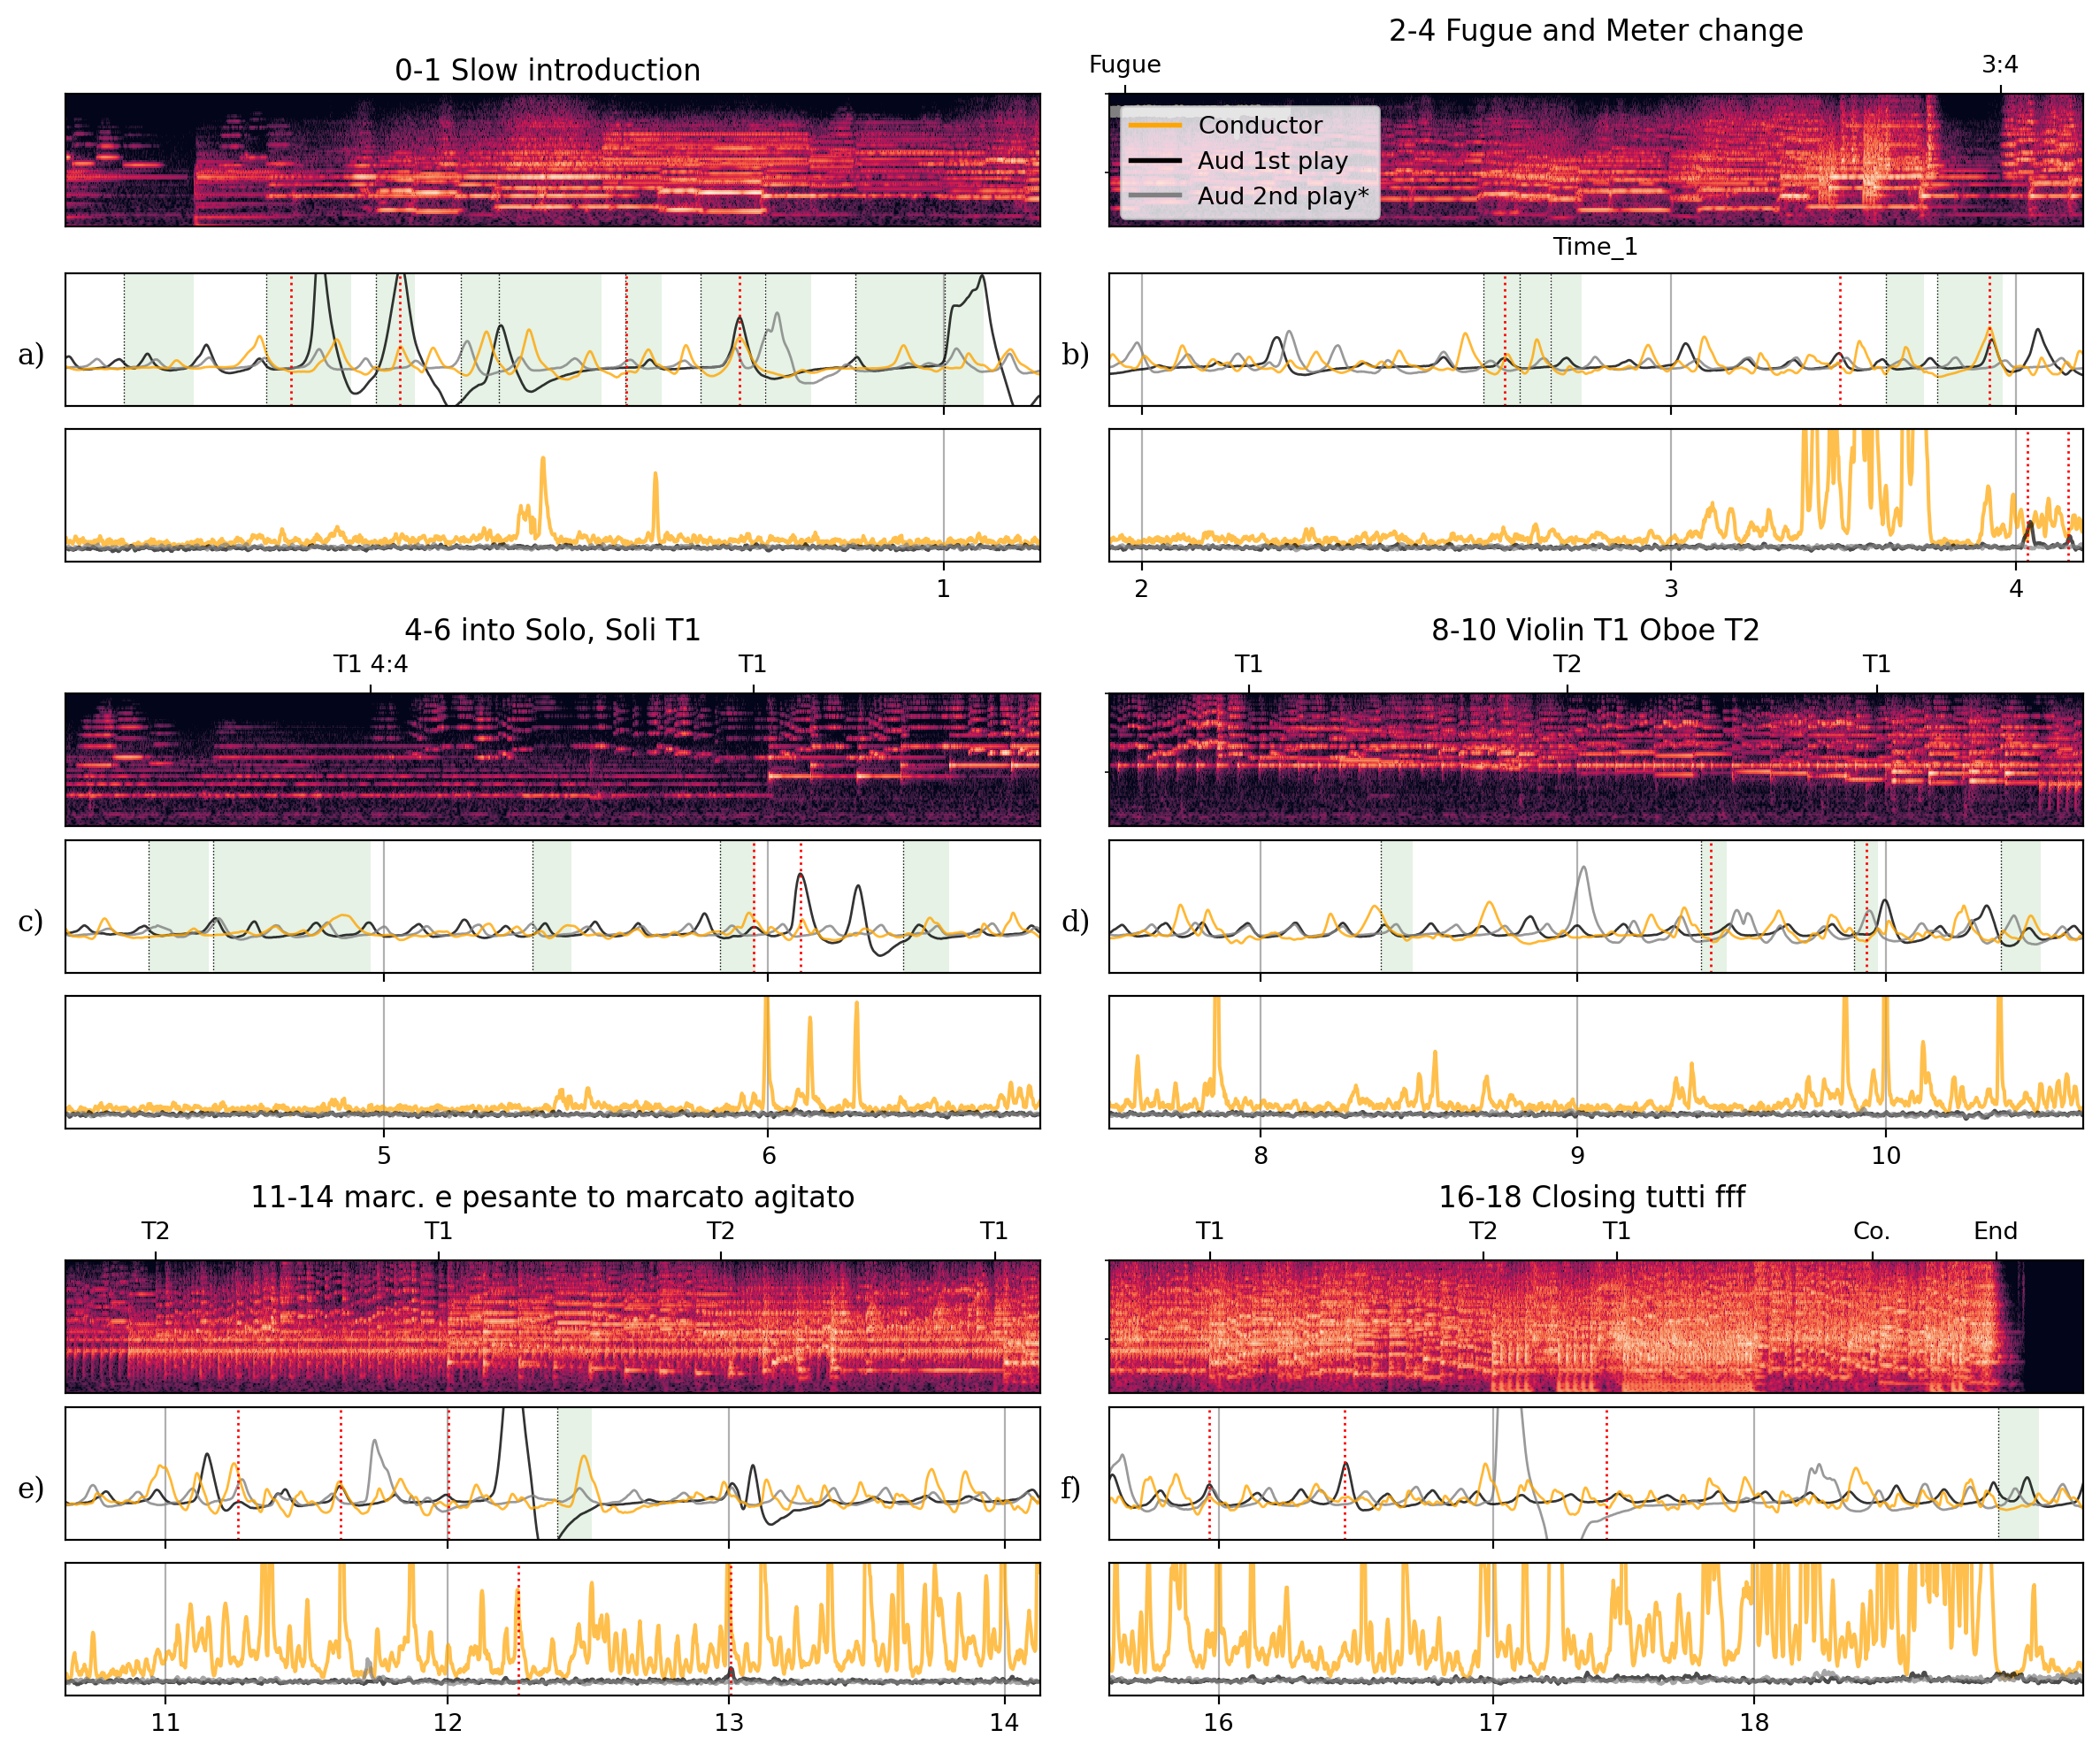 0-1 Slow introduction
2-4 Fugue and Meter change
Fugue 3:4
Conductor
Aud 1st play
Aud 2nd play*
Time_1
a)
b)
1
2 3 4
4-6 into Solo, Soli T1
T1 4:4 T1
8-10 Violin T1 Oboe T2
T1 T2 T1
c)
d)
5 6
8 9 10
11-14 marc. e pesante to marcato agitato
T2 T1 T2 T1
16-18 Closing tutti fff
T1 T2 T1 Co. End
e)
f)
11 12 13 14
16 17 18